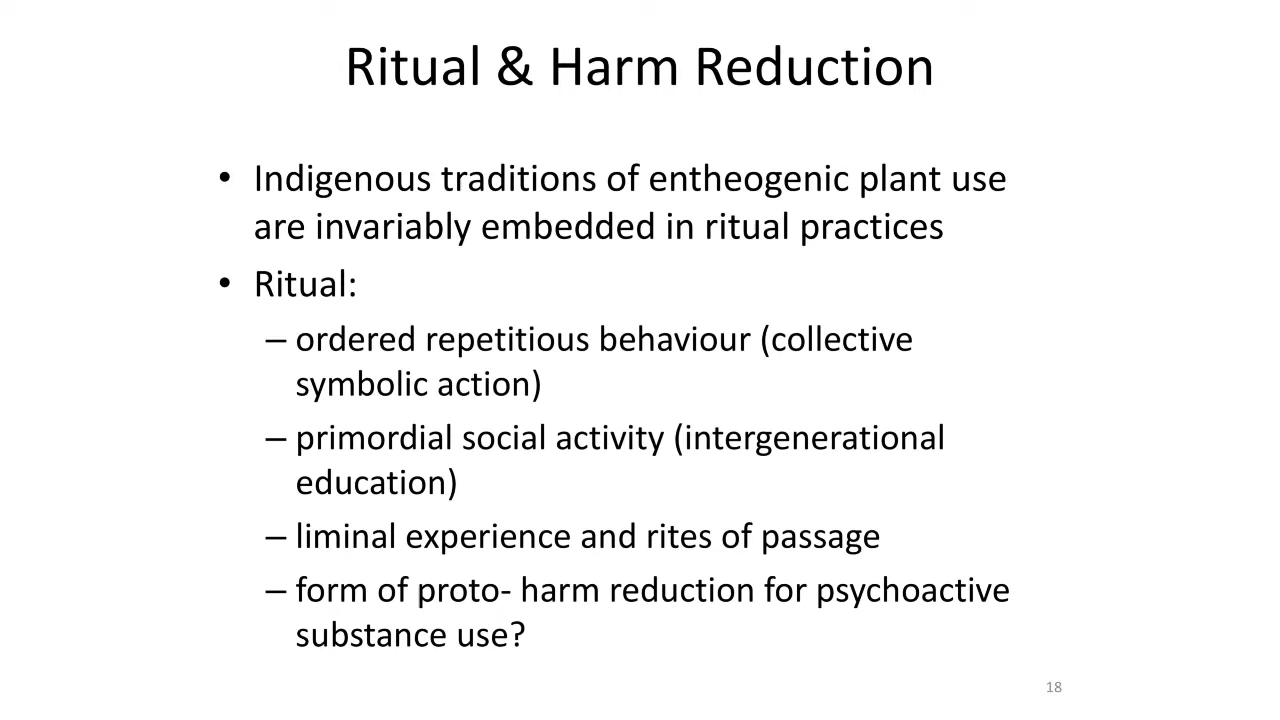 Ritual & Harm Reduction
• Indigenous traditions of entheogenic plant use
are invariably embedded in ritual practices
• Ritual:
– ordered repetitious behaviour (collective
symbolic action)
– primordial social activity (intergenerational
education)
– liminal experience and rites of passage
– form of proto- harm reduction for psychoactive
substance use?
18